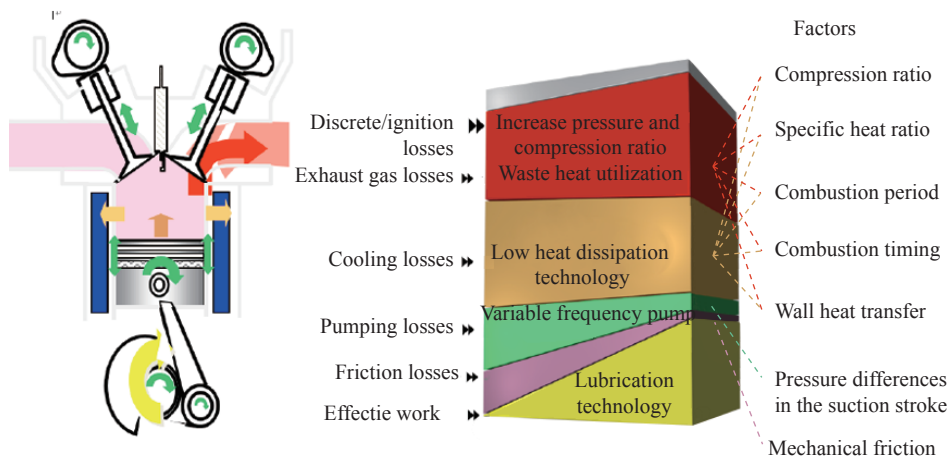 Factors
Discrete/ignition
losses
Exhaust gas losses
Cooling losses
Pumping losses
Friction losses
Effectie work
Increase pressure and
compression ratio
Waste heat utilization
Low heat dissipation
technology
Variable frequency pump
Lubrication
technology
Compression ratio
Specific heat ratio
Combustion period
Combustion timing
Wall heat transfer
Pressure differences
in the suction stroke
Mechanical friction